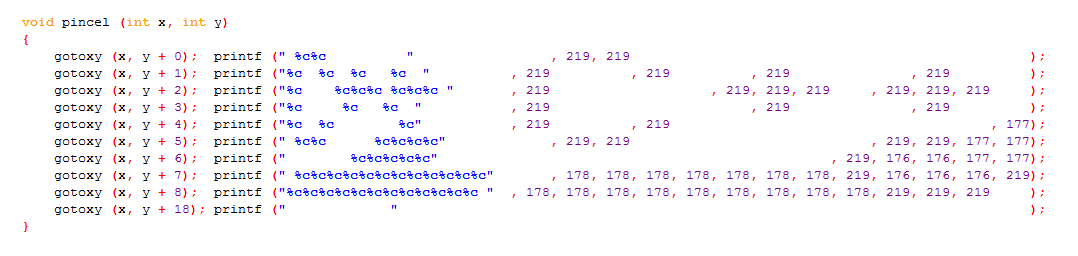 void pincel (int x, int y)
{
    gotoxy (x, y + 0);  printf (" %c%c          "                 , 219, 219                                                  );
    gotoxy (x, y + 1);  printf ("%c  %c  %c   %c  "          , 219          , 219          , 219               , 219          );
    gotoxy (x, y + 2);  printf ("%c    %c%c%c %c%c%c "       , 219                    , 219, 219, 219     , 219, 219, 219     );
    gotoxy (x, y + 3);  printf ("%c     %c   %c  "           , 219                         , 219               , 219          );
    gotoxy (x, y + 4);  printf ("%c  %c        %c"           , 219          , 219                                        , 177);
    gotoxy (x, y + 5);  printf (" %c%c      %c%c%c%c"             , 219, 219                              , 219, 219, 177, 177);
    gotoxy (x, y + 6);  printf ("        %c%c%c%c%c"                                                 , 219, 176, 176, 177, 177);
    gotoxy (x, y + 7);  printf (" %c%c%c%c%c%c%c%c%c%c%c%c"       , 178, 178, 178, 178, 178, 178, 178, 219, 176, 176, 176, 219);
    gotoxy (x, y + 8);  printf ("%c%c%c%c%c%c%c%c%c%c%c%c "  , 178, 178, 178, 178, 178, 178, 178, 178, 178, 219, 219, 219     );
    gotoxy (x, y + 18); printf ("             "                                                                               );
}